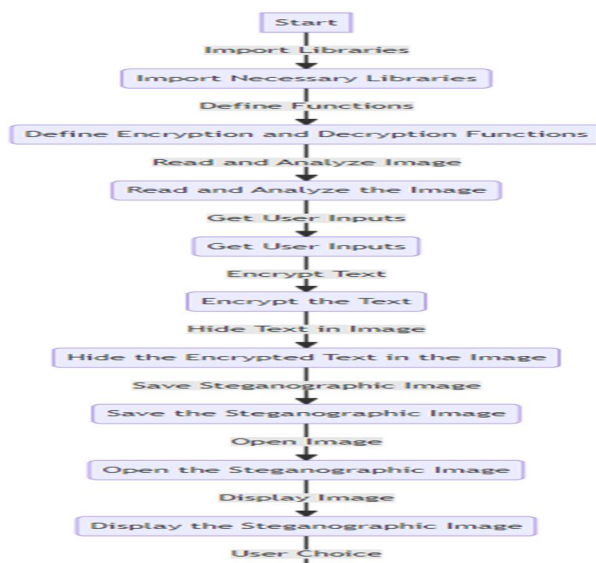 Start
Import Libraries
Import Necessary Libraries
Define Functions
Define Encryption and Decryption Functions
Read and Analyze Image
Read and Analyze the Image
Get User Inputs
Get User Inputs
Encrypt Text
Encrypt the Text
Hide Text in Image
Hide the Encrypted Text in the Image
Save Steganographic Image
Save the Steganographic Image
Open Image
Open the Steganographic Image
Display Image
Display the Steganographic Image
User Choice